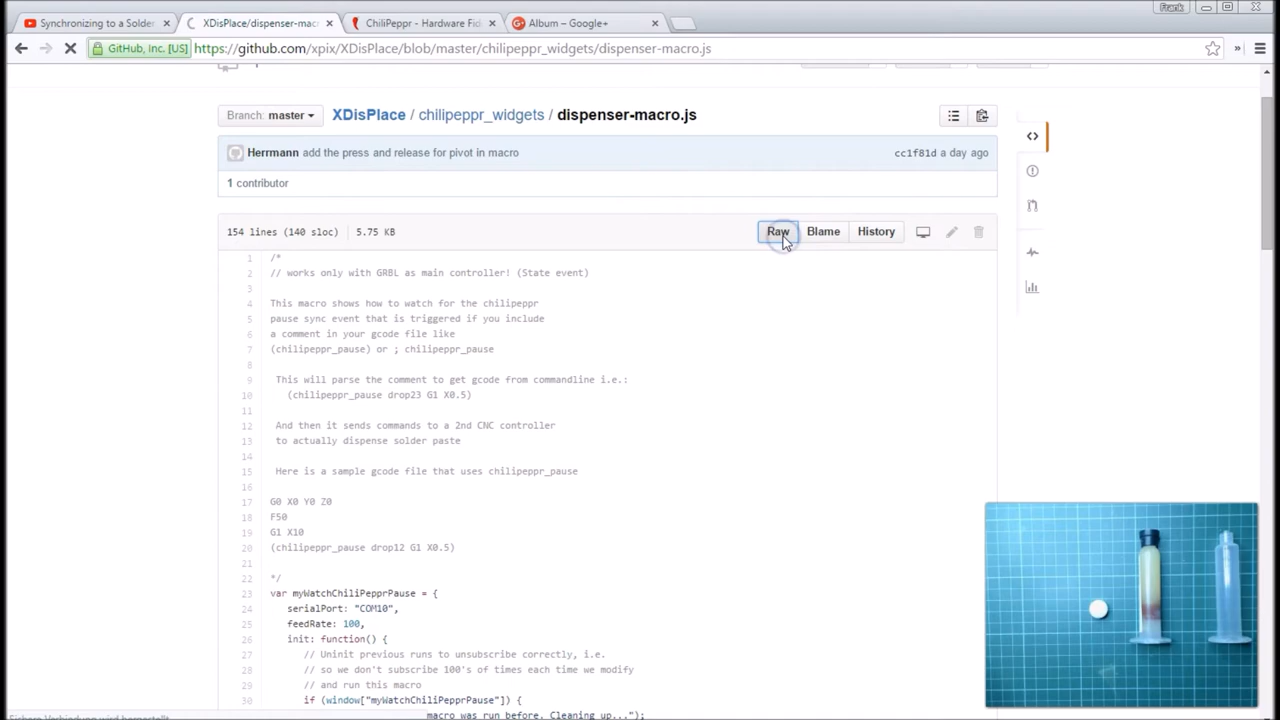 Frank
Synchronizing to a Solder
XDisPlace/dispenser-mac
ChiliPeppr - Hardware Fid
Album – Google+
GitHub, Inc. [US]
https://github.com/xpix/XDisPlace/blob/master/chilipeppr_widgets/dispenser-macro.js
Branch: master
XDisPlace / chilipeppr_widgets / dispenser-macro.js
Herrmann add the press and release for pivot in macro
cc1f81d a day ago
1 contributor
154 lines (140 sloc) 5.75 KB
Raw Blame History
1 /*
2 // works only with GRBL as main controller! (State event)
3
4 This macro shows how to watch for the chilipeppr
5 pause sync event that is triggered if you include
6 a comment in your gcode file like
7 (chilipeppr_pause) or ; chilipeppr_pause
8
9 This will parse the comment to get gcode from commandline i.e.:
10 (chilipeppr_pause drop23 G1 X0.5)
11
12 And then it sends commands to a 2nd CNC controller
13 to actually dispense solder paste
14
15 Here is a sample gcode file that uses chilipeppr_pause
16
17 G0 X0 Y0 Z0
18 F50
19 G1 X10
20 (chilipeppr_pause drop12 G1 X0.5)
21
22 */
23 var myWatchChiliPepprPause = {
24 serialPort: "COM10",
25 feedRate: 100,
26 init: function() {
27 // Uninit previous runs to unsubscribe correctly, i.e.
28 // so we don't subscribe 100's of times each time we modify
29 // and run this macro
30 if (window["myWatchChiliPepprPause"]) {
macro was run before. Cleaning up...");